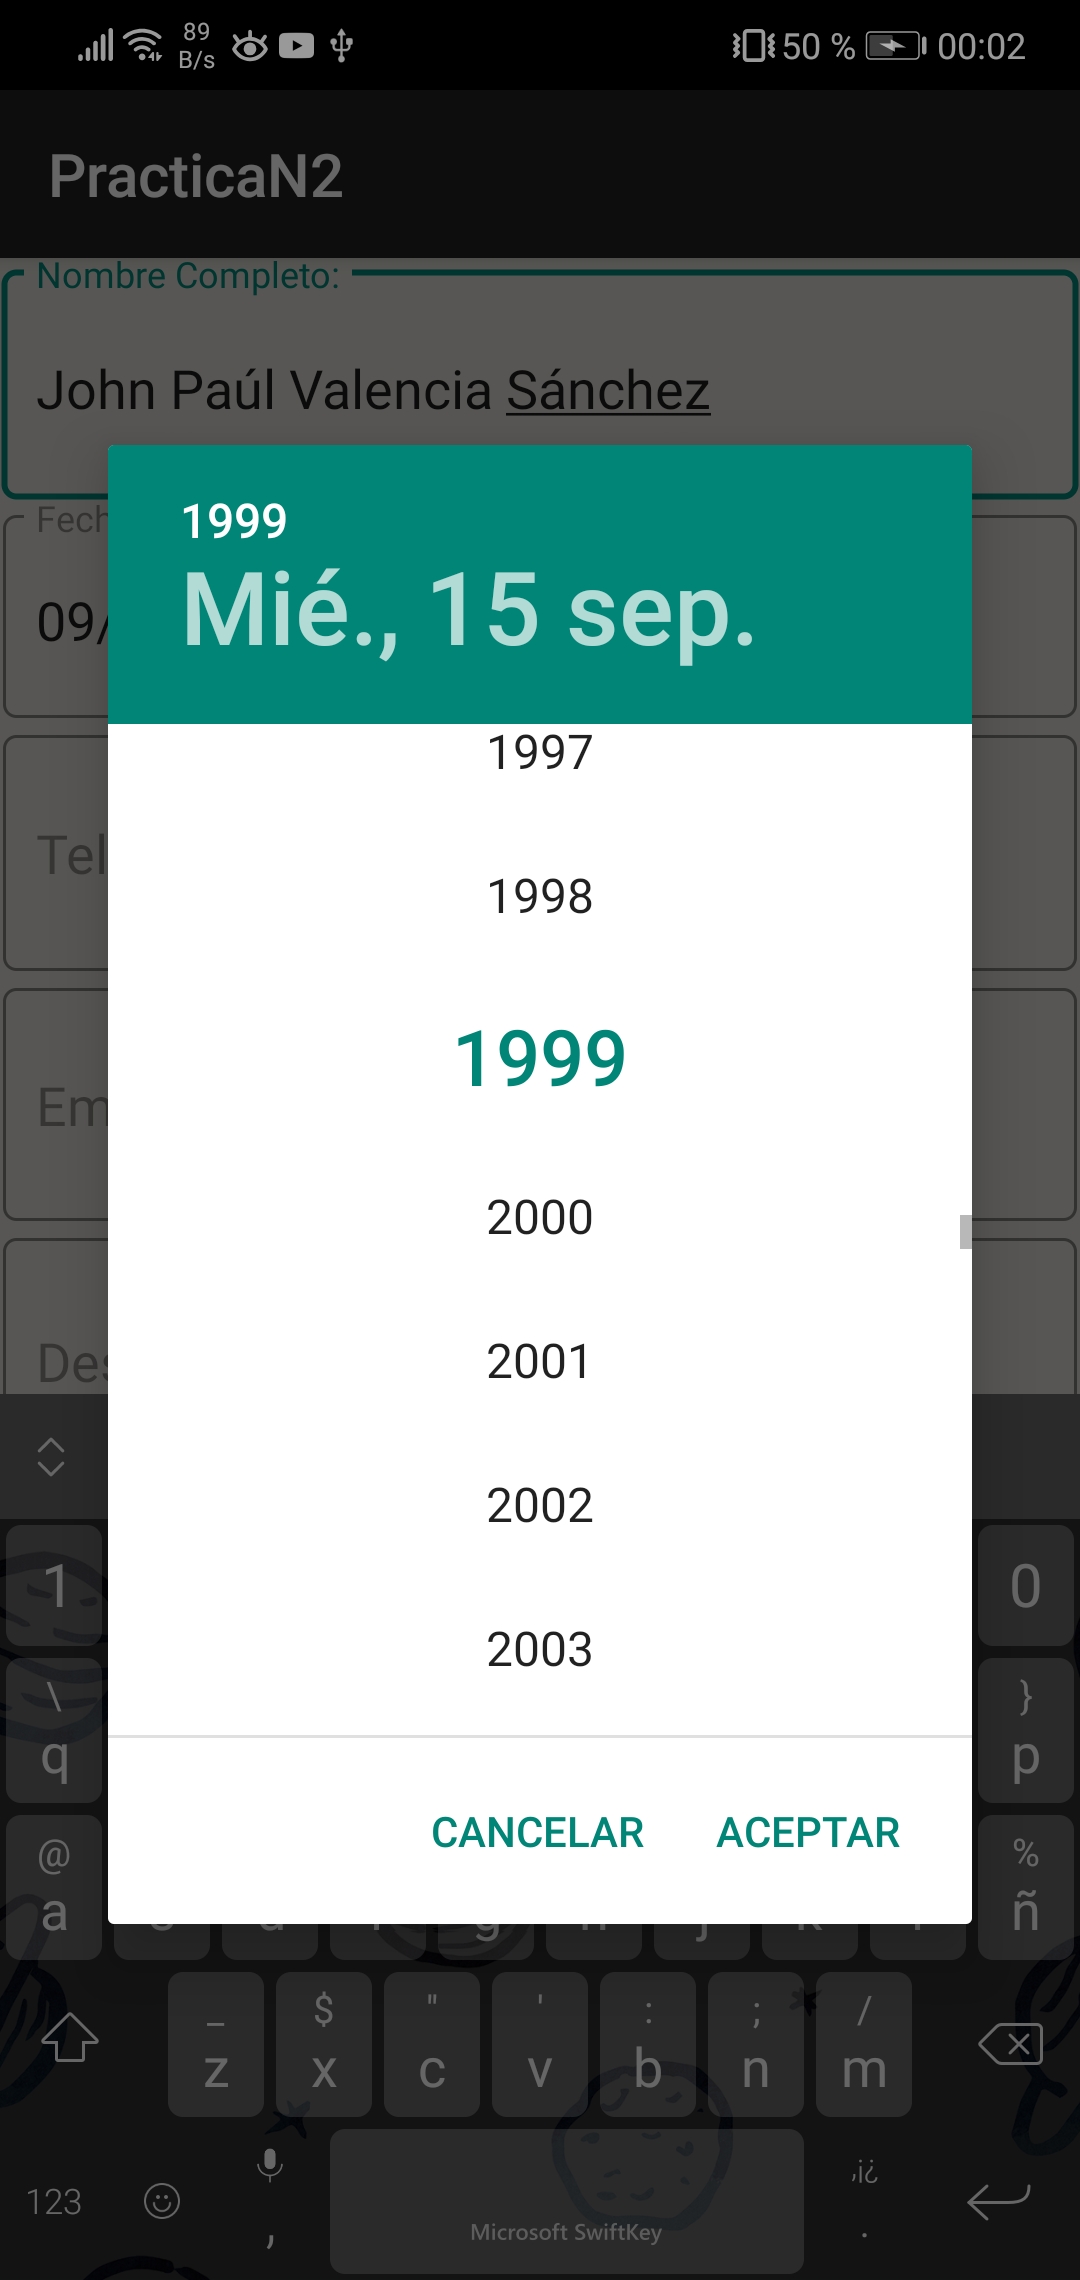 89
B/s
50 %
00:02
PracticaN2
Nombre Completo:
John Paúl Valencia Sánchez
Fech
09/
Tel
Em
Des
1999
Mié., 15 sep.
1997
1998
1999
2000
2001
2002
2003
CANCELAR ACEPTAR
1 0
\ }
q p
@ %
a g j ñ
_ $ " ' : ; /
z x c v b n m
123 , ,¡¿ .
Microsoft SwiftKey